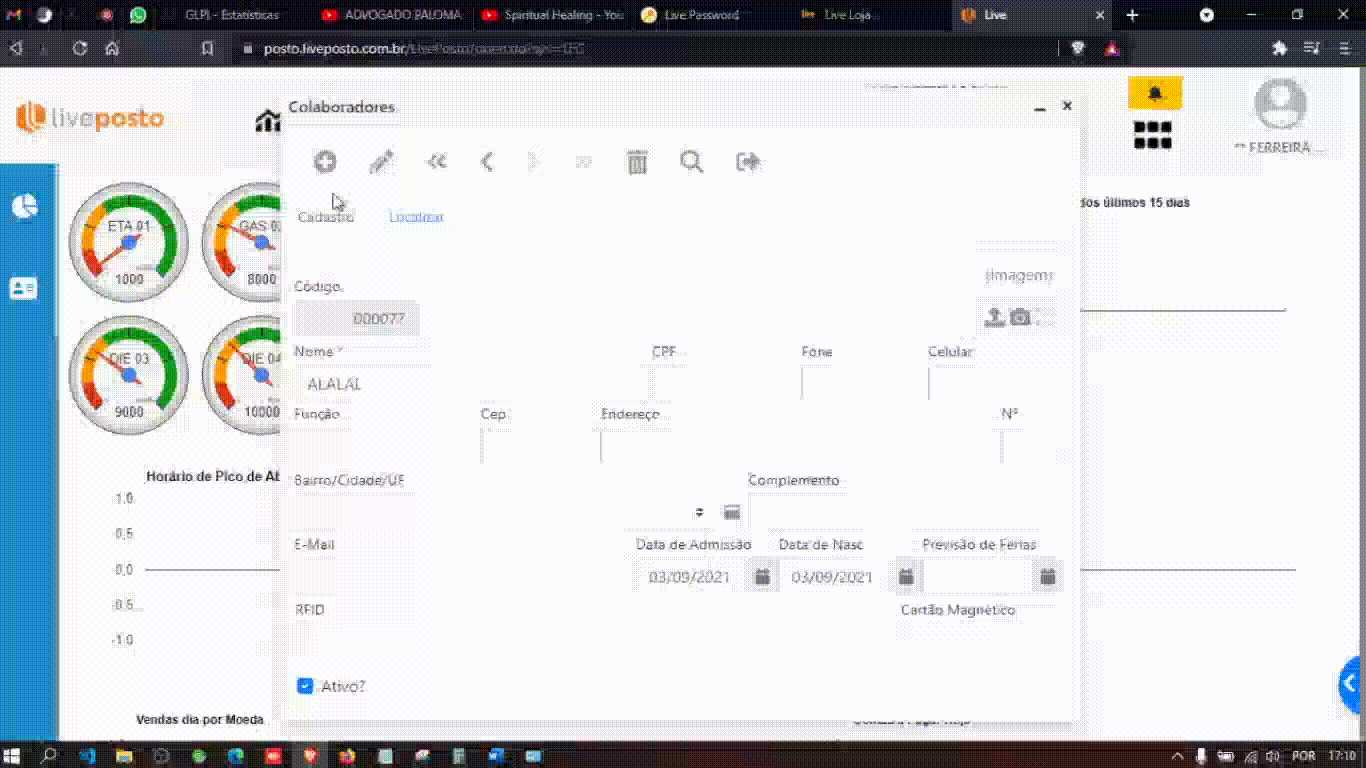 GLPI - Estatísticas
ADVOGADO PALOMA
Spiritual Healing - You
Live Password
Live Loja
Live
posto.liveposto.com.br/LivePosto/
liveposto
Colaboradores
** FERREIRA ...
Cadastro
Localizar
dos últimos 15 dias
ETA 01
1000
GAS 0
8000
(Imagem)
Código
000077
DIE 03
9000
DIE 04
10000
Nome *
CPF
Fone
Celular
ALALAL
Função
Cep
Endereço
Nº
Horário de Pico de Ab
Bairro/Cidade/UF
Complemento
1.0
0.5
0.0
-0.5
-1.0
E-Mail
Data de Admissão
Data de Nasc
Previsão de Férias
03/09/2021
03/09/2021
RFID
Cartão Magnético
Ativo?
Vendas dia por Moeda
POR
17:10